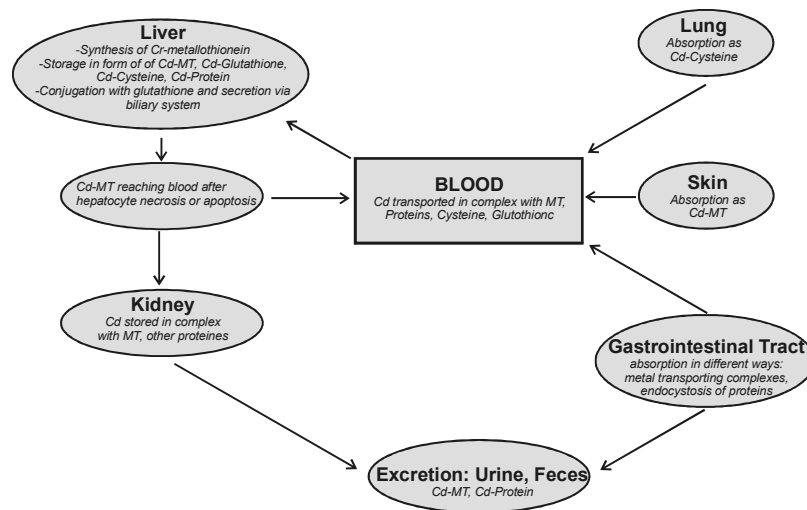 Liver
-Synthesis of Cr-metallothionein
-Storage in form of of Cd-MT, Cd-Glutathione,
Cd-Cysteine, Cd-Protein
-Conjugation with glutathione and secretion via
biliary system
Lung
Absorption as
Cd-Cysteine
Cd-MT reaching blood after
hepatocyte necrosis or apoptosis
BLOOD
Cd transported in complex with MT,
Proteins, Cysteine, Glutothionc
Skin
Absorption as
Cd-MT
Kidney
Cd stored in complex
with MT, other proteines
Gastrointestinal Tract
absorption in different ways:
metal transporting complexes,
endocystosis of proteins
Excretion: Urine, Feces
Cd-MT, Cd-Protein